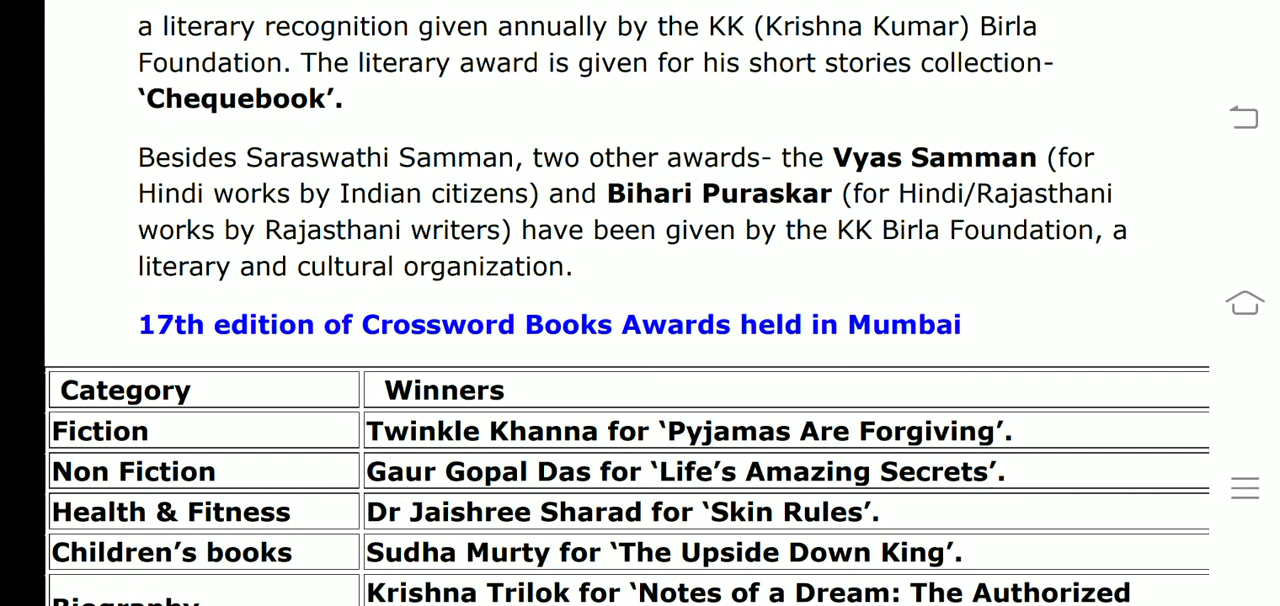 a literary recognition given annually by the KK (Krishna Kumar) Birla
Foundation. The literary award is given for his short stories collection-
‘Chequebook’.
Besides Saraswathi Samman, two other awards- the Vyas Samman (for
Hindi works by Indian citizens) and Bihari Puraskar (for Hindi/Rajasthani
works by Rajasthani writers) have been given by the KK Birla Foundation, a
literary and cultural organization.
17th edition of Crossword Books Awards held in Mumbai
Category Winners
Fiction Twinkle Khanna for ‘Pyjamas Are Forgiving’.
Non Fiction Gaur Gopal Das for ‘Life’s Amazing Secrets’.
Health & Fitness Dr Jaishree Sharad for ‘Skin Rules’.
Children’s books Sudha Murty for ‘The Upside Down King’.
Krishna Trilok for ‘Notes of a Dream: The Authorized
Biography